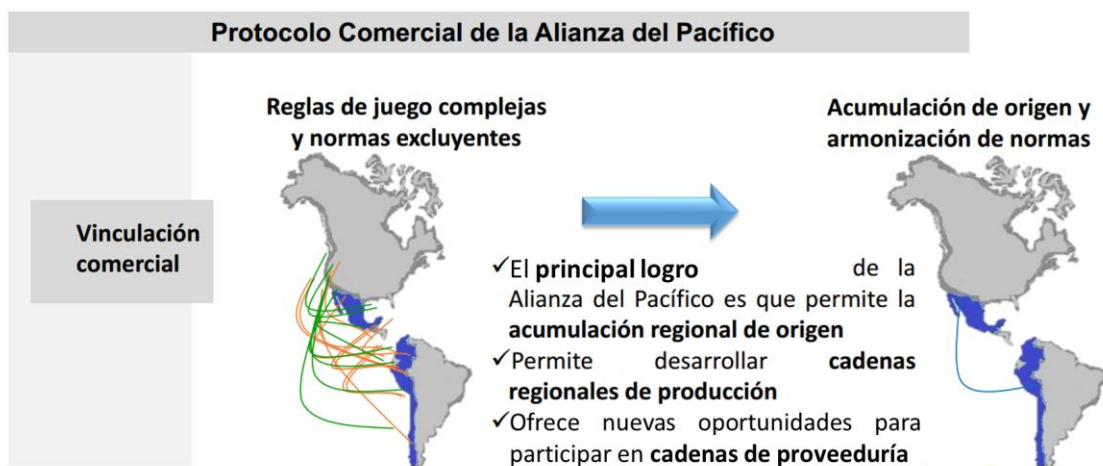 Protocolo Comercial de la Alianza del Pacífico
Reglas de juego complejas
y normas excluyentes
Acumulación de origen y
armonización de normas
Vinculación
comercial
✓El principal logro de la
Alianza del Pacífico es que permite la
acumulación regional de origen
✓Permite desarrollar cadenas
regionales de producción
✓Ofrece nuevas oportunidades para
participar en cadenas de proveeduría